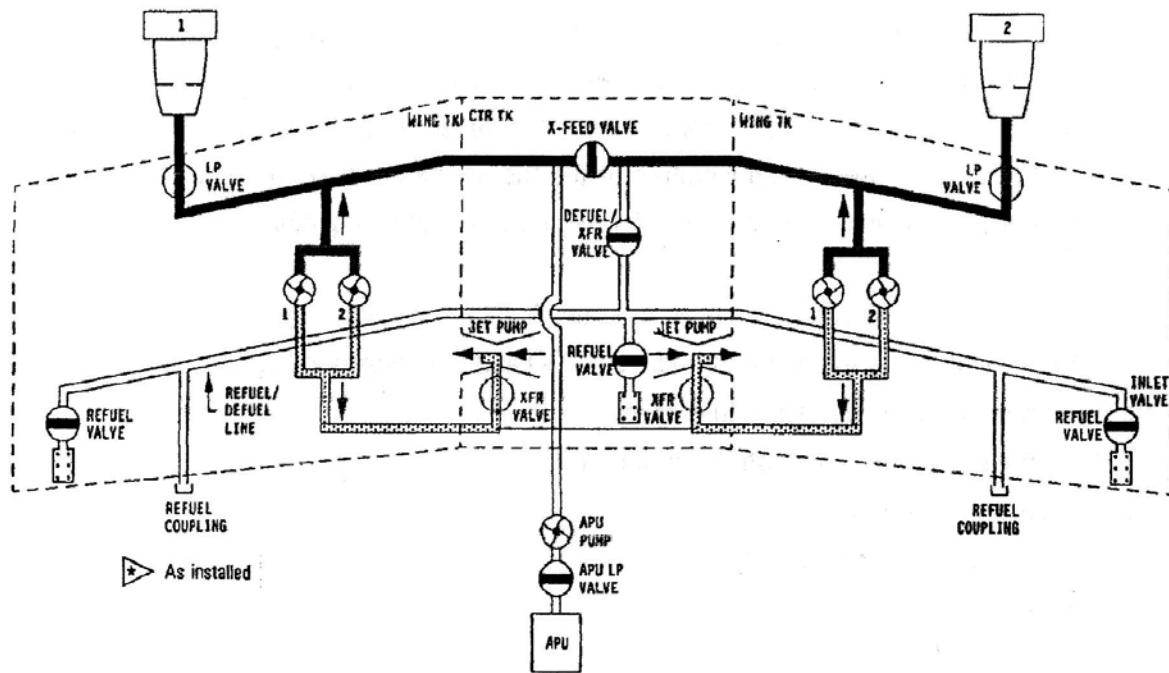 1
2
WING TK
CTR TK
X-FEED VALVE
WING TK
LP
VALVE
LP
VALVE
DEFUEL/
XFR
VALVE
1
2
1
2
JET PUMP
JET PUMP
REFUEL
VALVE
XFR
VALVE
XFR
VALVE
INLET
VALVE
REFUEL
VALVE
REFUEL/
DEFUEL
LINE
REFUEL
VALVE
REFUEL
COUPLING
REFUEL
COUPLING
APU
PUMP
APU LP
VALVE
APU
* As installed